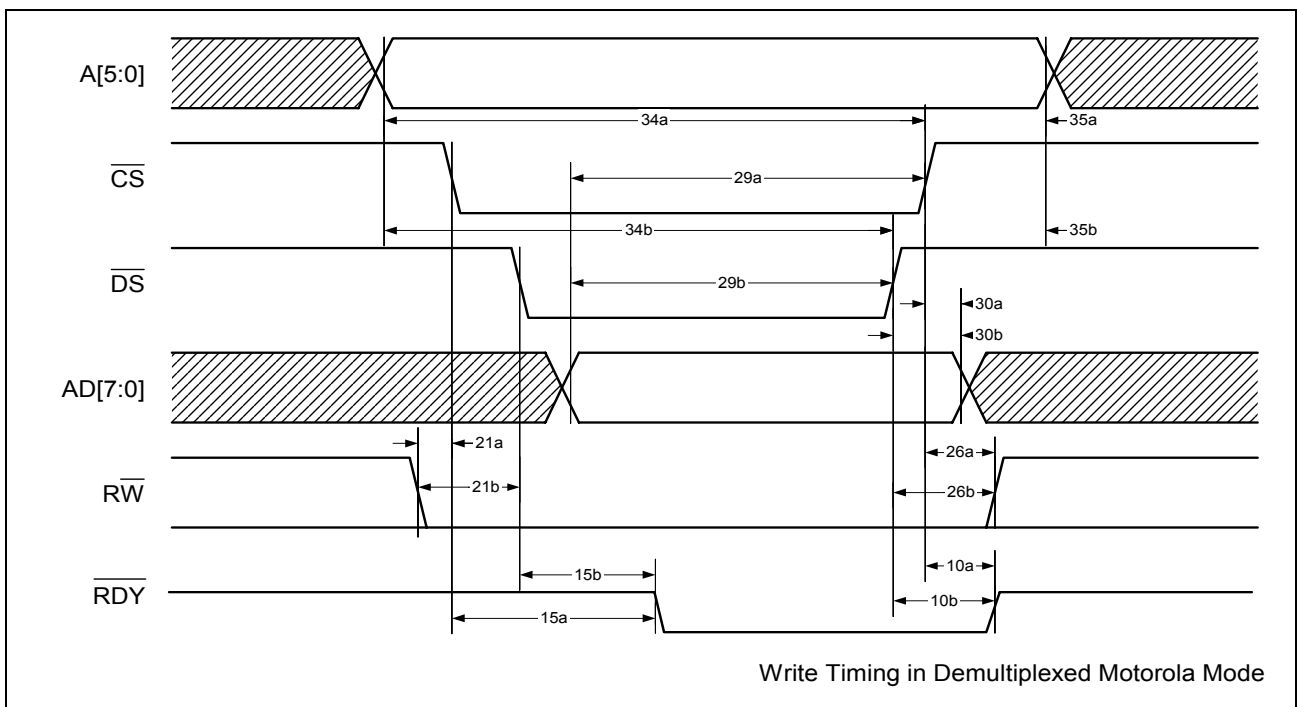 A[5:0]
34a
35a
CS
29a
34b
35b
DS
29b
30a
30b
AD[7:0]
21a
26a
RW
21b
26b
15b
10a
RDY
10b
15a
Write Timing in Demultiplexed Motorola Mode